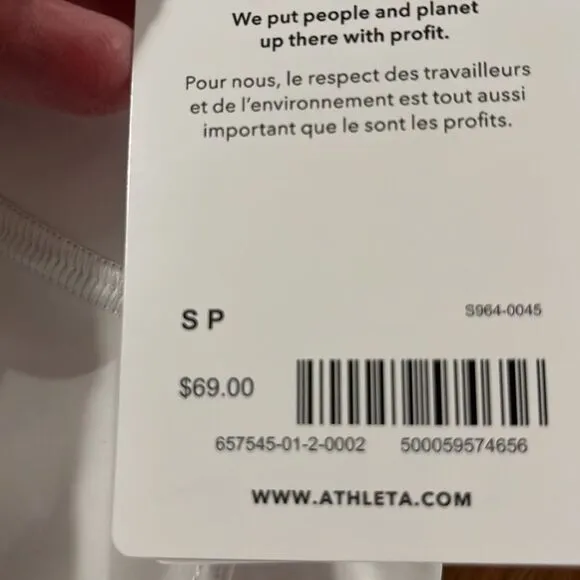 We put people and planet
up there with profit.
Pour nous, le respect des travailleurs
et de l'environnement est tout aussi
important que le sont les profits.
S P
S964-0045
$69.00
657545-01-2-0002 500059574656
WWW.ATHLETA.COM